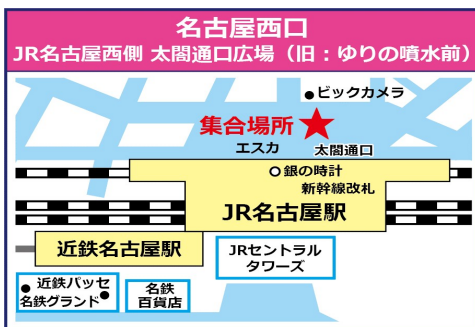 名古屋西口
JR名古屋西側 太閤通口広場（旧：ゆりの噴水前）
ビックカメラ
集合場所
エスカ
太閤通口
銀の時計
新幹線改札
JR名古屋駅
近鉄名古屋駅
JRセントラル
タワーズ
近鉄パッセ
名鉄グランド
名鉄
百貨店